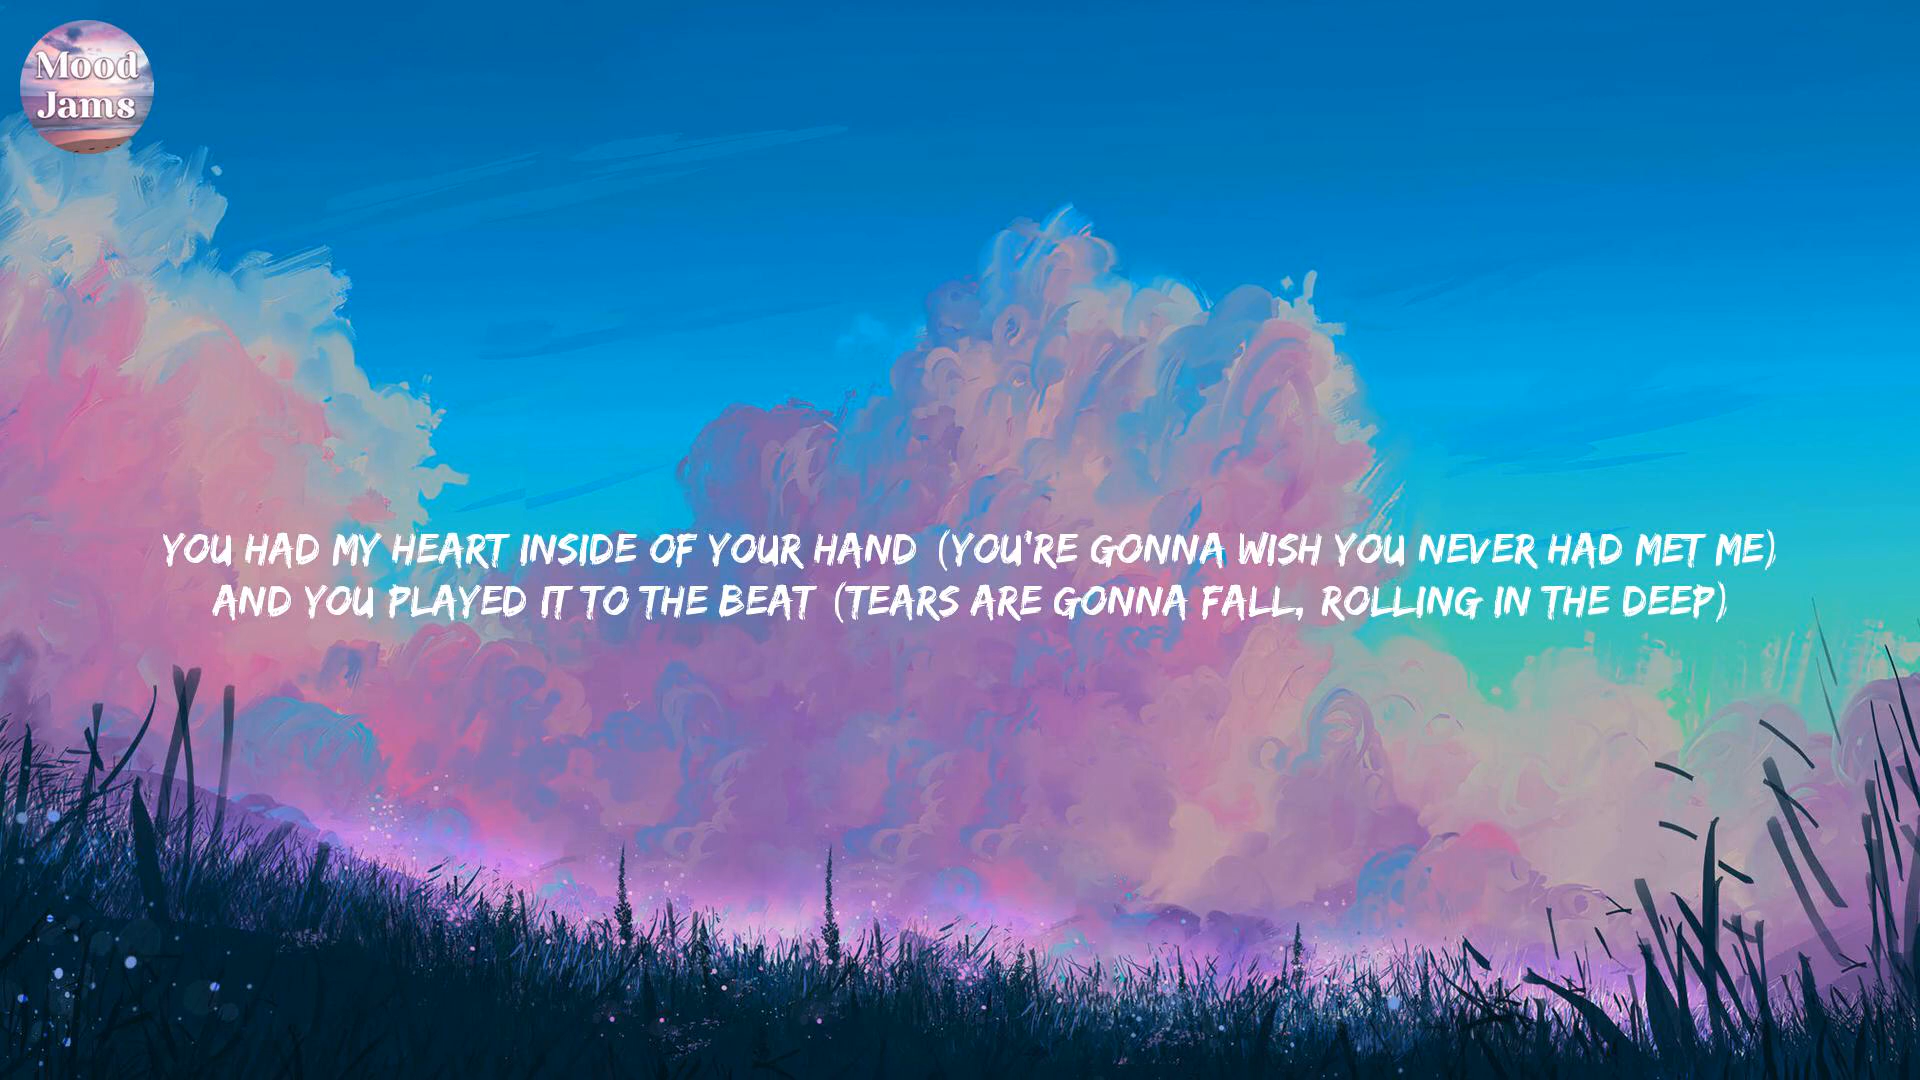 Mood
Jams
YOU HAD MY HEART INSIDE OF YOUR HAND (YOU'RE GONNA WISH YOU NEVER HAD MET ME)
AND YOU PLAYED IT TO THE BEAT (TEARS ARE GONNA FALL, ROLLING IN THE DEEP)